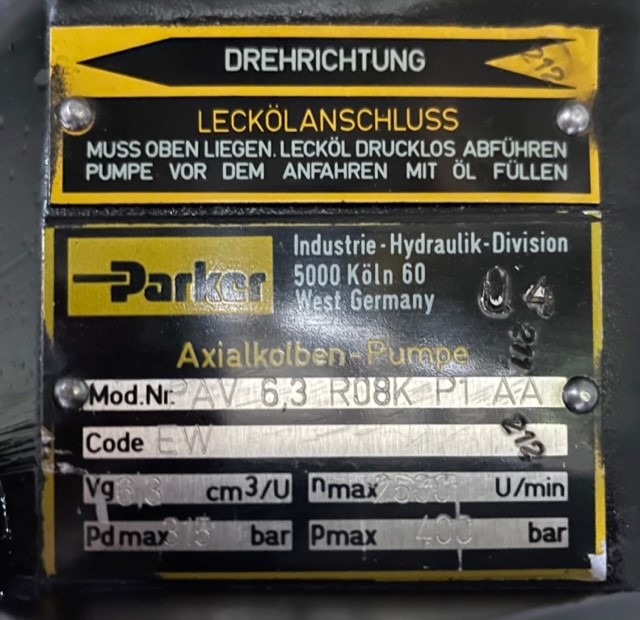 DREHRICHTUNG
212
LECKÖLANSCHLUSS
MUSS OBEN LIEGEN. LECKÖL DRUCKLOS ABFÜHREN
PUMPE VOR DEM ANFAHREN MIT ÖL FÜLLEN
Parker
Industrie-Hydraulik-Division
5000 Köln 60
West Germany
04
Axialkolben-Pumpe
Mod.Nr. PAV 6,3 R08K P1 AA
Code EW
212
Vg 6,3 cm3/U
nmax U/min
Pd max 315 bar
Pmax 400 bar